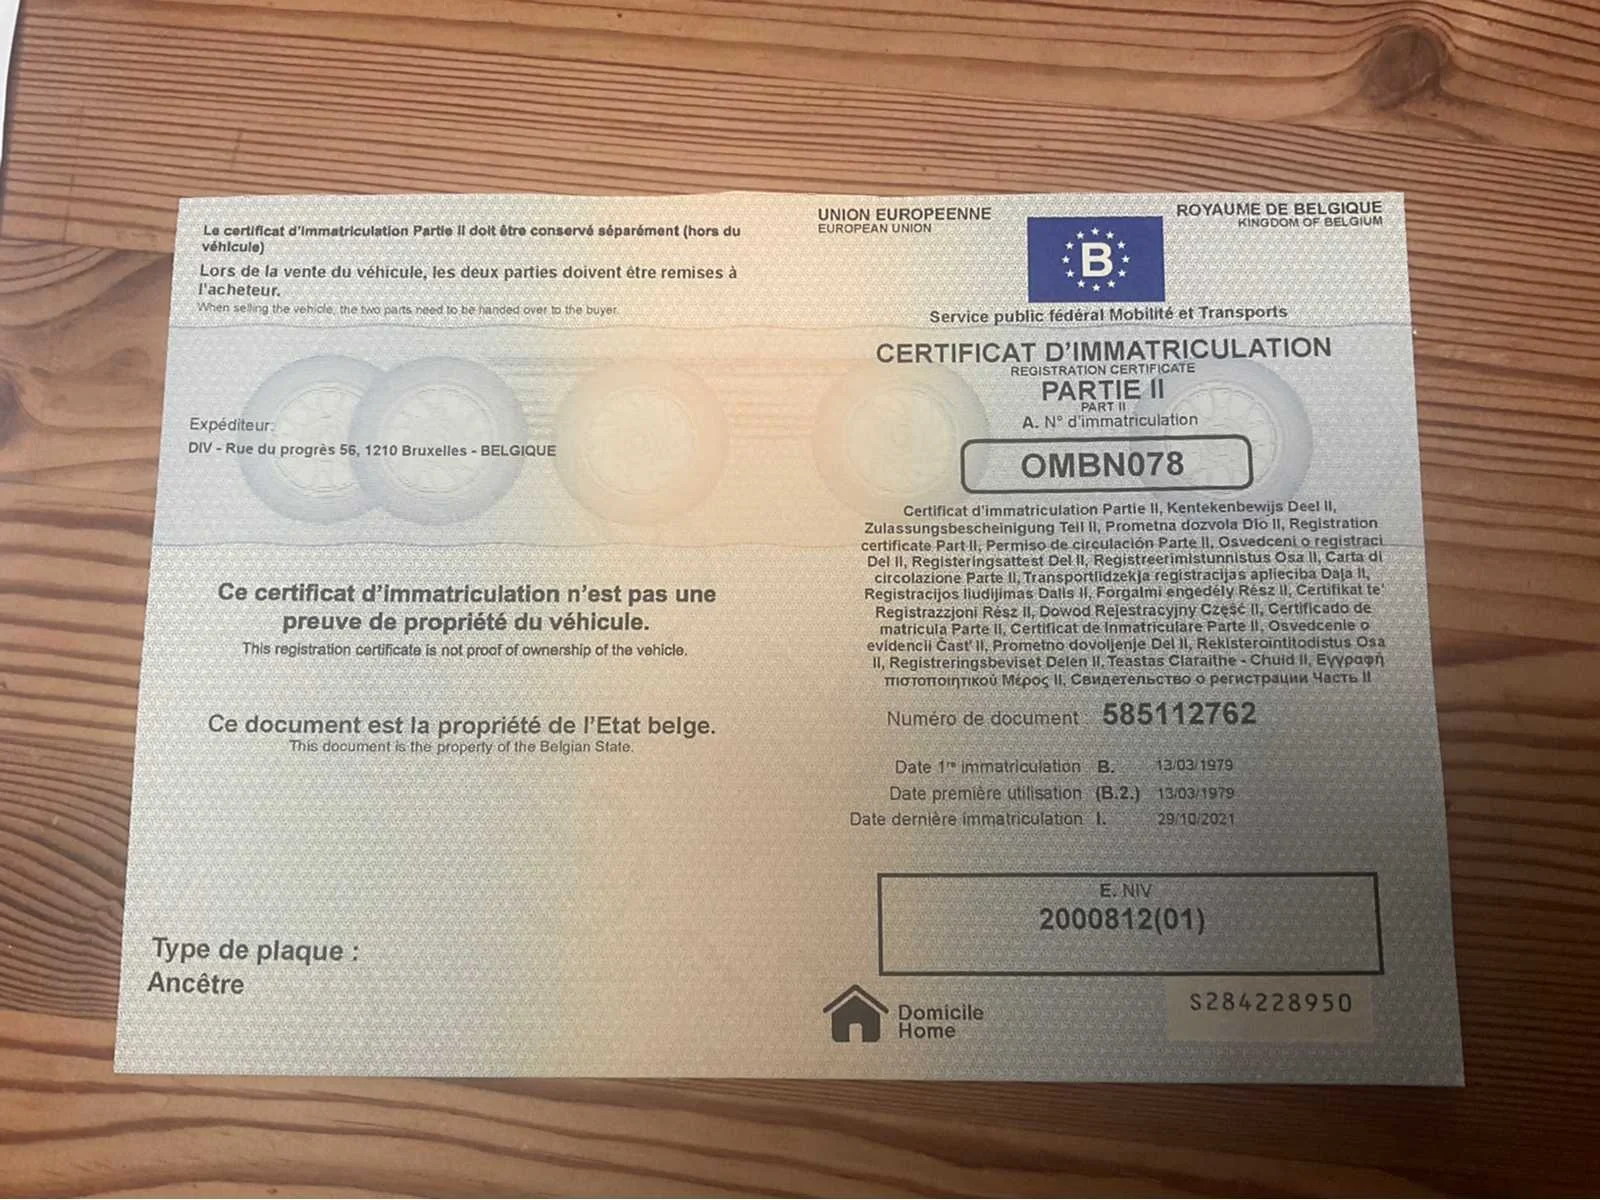 Le certificat d'immatriculation Partie II doit être conservé séparément (hors du
véhicule)
Lors de la vente du véhicule, les deux parties doivent être remises à
l'acheteur.
When selling the vehicle, the two parts need to be handed over to the buyer.
Expéditeur:
DIV - Rue du progrès 56, 1210 Bruxelles - BELGIQUE
Ce certificat d'immatriculation n'est pas une
preuve de propriété du véhicule.
This registration certificate is not proof of ownership of the vehicle.
Ce document est la propriété de l'Etat belge.
This document is the property of the Belgian State.
Type de plaque :
Ancêtre
UNION EUROPEENNE
EUROPEAN UNION
B
ROYAUME DE BELGIQUE
KINGDOM OF BELGIUM
Service public fédéral Mobilité et Transports
CERTIFICAT D'IMMATRICULATION
REGISTRATION CERTIFICATE
PARTIE II
PART II
A. N° d'immatriculation
OMBN078
Certificat d'immatriculation Partie II, Kentekenbewijs Deel II,
Zulassungsbescheinigung Teil II, Prometna dozvola Dio II, Registration
certificate Part II, Permiso de circulación Parte II, Osvedceni o registraci
Del II, Registeringsattest Del II, Registreerimistunnistus Osa II, Carta di
circolazione Parte II, Transportlidzekja registracijas aplieciba Daļa II,
Registracijos liudijimas Dalis II, Forgalmi engedély Rész II, Certifikat te'
Registrazzjoni Rész II, Dowod Rejestracyjny Część II, Certificado de
matricula Parte II, Certificat de Inmatriculare Parte II, Osvedcenie o
evidencii Čast' II, Prometno dovoljenje Del II, Rekisterointitodistus Osa
II, Registreringsbeviset Delen II, Teastas Claraithe - Chuid II, Εγγραφή
πιστοποιητικού Μέρος II, Свидетельство о регистрации Часть II
Numéro de document : 585112762
Date 1re immatriculation B. 13/03/1979
Date première utilisation (B.2.) 13/03/1979
Date dernière immatriculation I. 29/10/2021
E. NIV
2000812(01)
Domicile
Home
S284228950